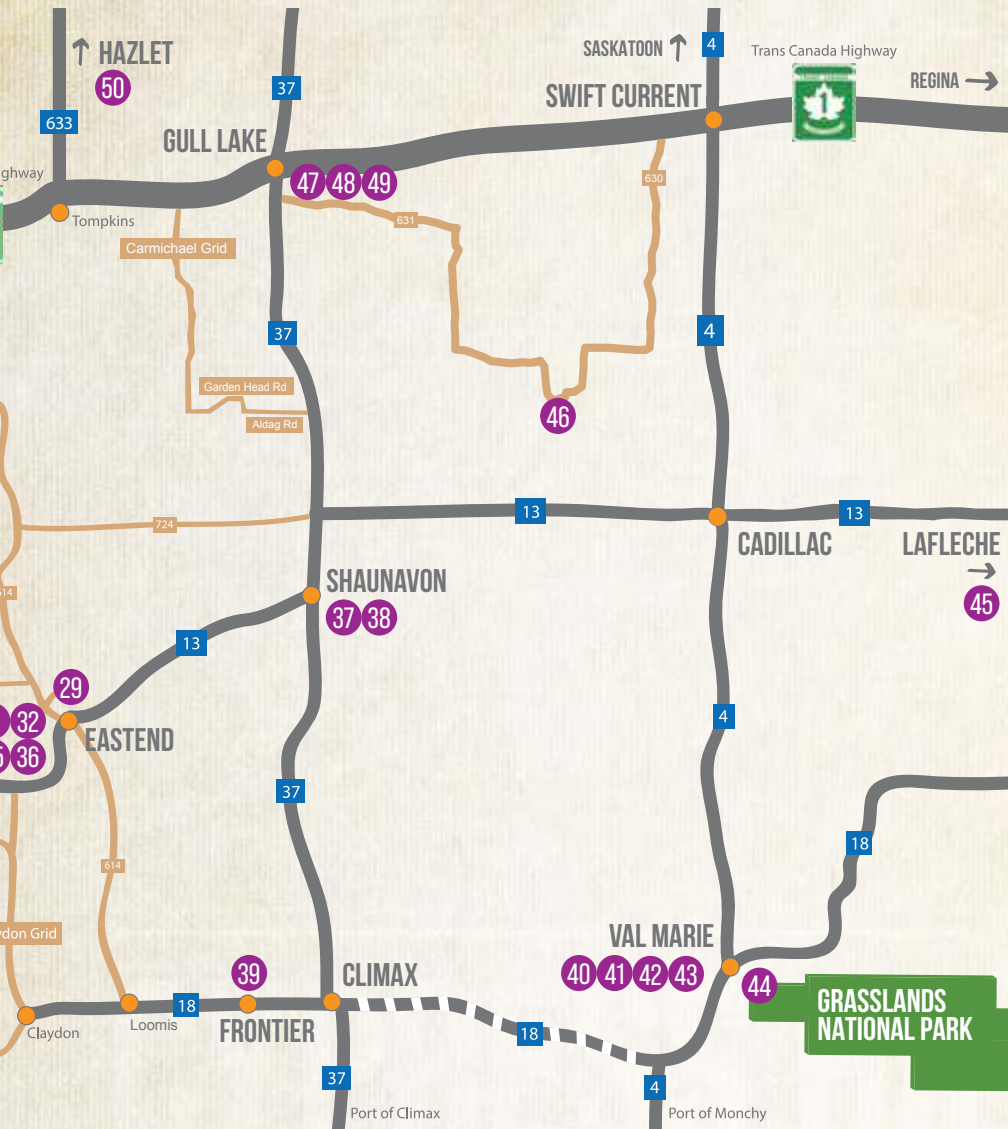 HAZLET
50
633
37
SASKATOON
4
Trans Canada Highway
1
REGINA
SWIFT CURRENT
GULL LAKE
ghway
47 48 49
630
Tompkins
631
Carmichael Grid
37
4
Garden Head Rd
Aldag Rd
46
13
13
724
CADILLAC
LAFLECHE
45
SHAUNAVON
37 38
614
13
29
32
EASTEND
36
4
37
18
614
don Grid
VAL MARIE
40 41 42 43
44
39
CLIMAX
GRASSLANDS
NATIONAL PARK
18
Claydon
Loomis
FRONTIER
18
37
4
Port of Climax
Port of Monchy